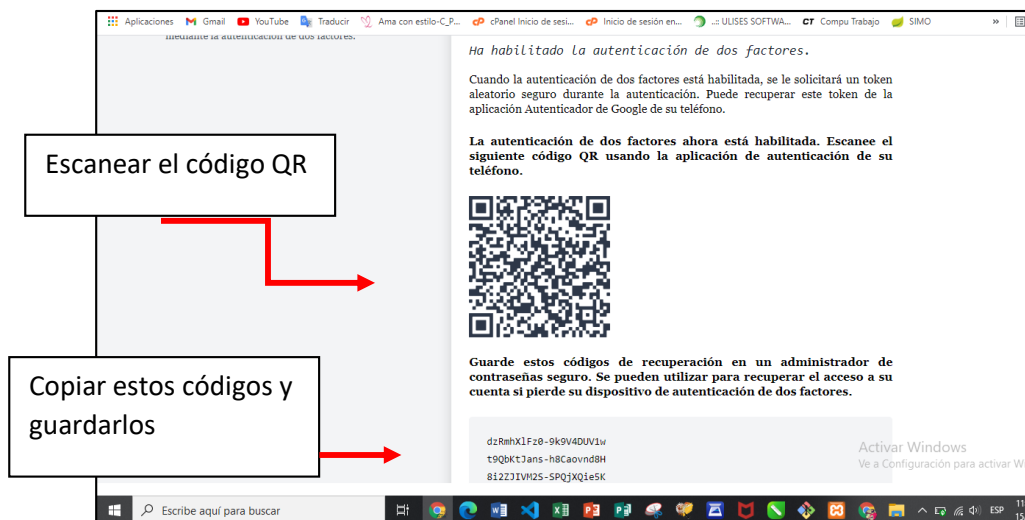 Aplicaciones Gmail YouTube Traducir Ama con estilo-C_P... cPanel Inicio de sesi... Inicio de sesión en... ..:: ULISES SOFTWA... CT Compu Trabajo SIMO »
mediante la autenticación de dos factores.
Ha habilitado la autenticación de dos factores.
Cuando la autenticación de dos factores está habilitada, se le solicitará un token
aleatorio seguro durante la autenticación. Puede recuperar este token de la
aplicación Autenticador de Google de su teléfono.
La autenticación de dos factores ahora está habilitada. Escanee el
siguiente código QR usando la aplicación de autenticación de su
teléfono.
Escanear el código QR
Guarde estos códigos de recuperación en un administrador de
contraseñas seguro. Se pueden utilizar para recuperar el acceso a su
cuenta si pierde su dispositivo de autenticación de dos factores.
Copiar estos códigos y
guardarlos
dzRmhXlFz0-9k9V4DUV1w
t9QbKtJans-h8Caovnd8H
8i2ZJIVM2S-SPQjXQie5K
Activar Windows
Ve a Configuración para activar Wi
Escribe aquí para buscar
ESP
11
15